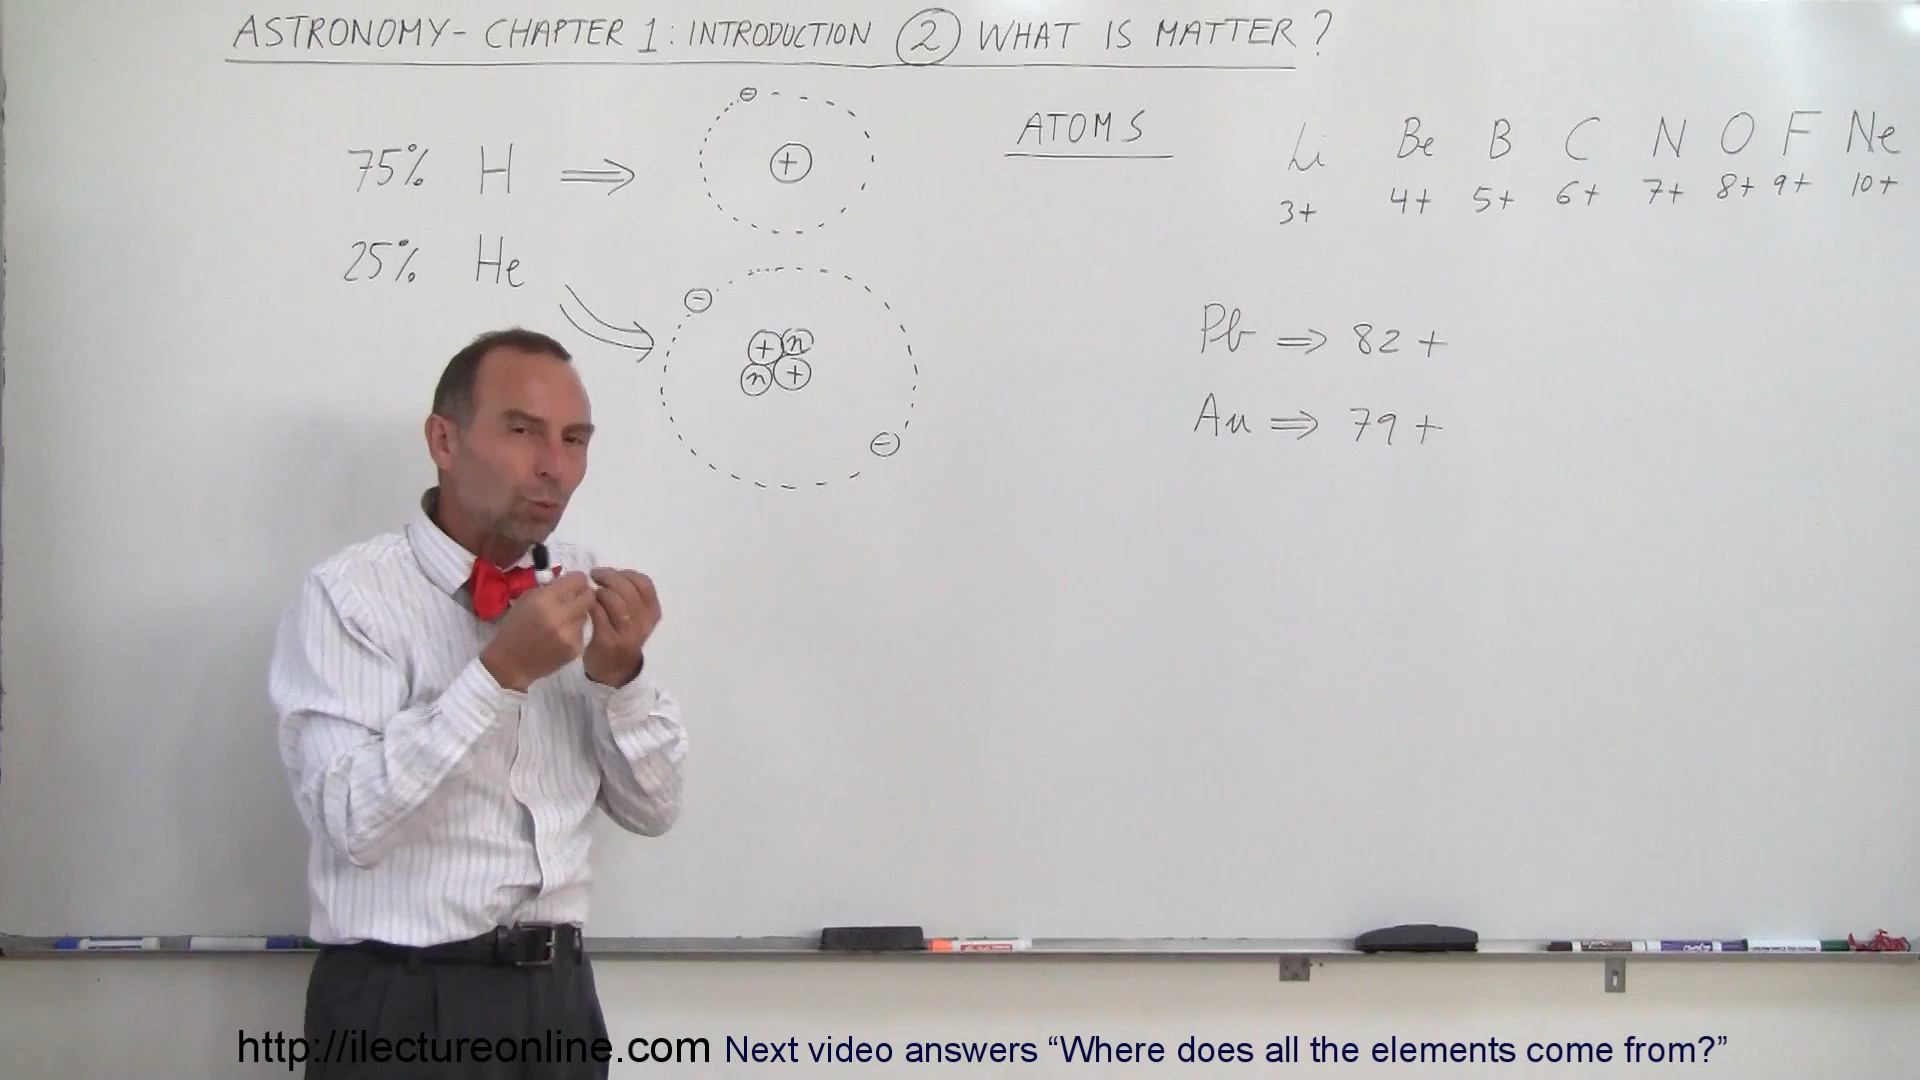 ASTRONOMY - CHAPTER 1: INTRODUCTION ② WHAT IS MATTER?
75% H ⇒
⊖
+
25% He
⊖
+ n
n +
⊖
ATOMS
Li Be B C N O F Ne
3+ 4+ 5+ 6+ 7+ 8+ 9+ 10+
Pb ⇒ 82 +
Au ⇒ 79 +
http://ilectureonline.com Next video answers “Where does all the elements come from?”